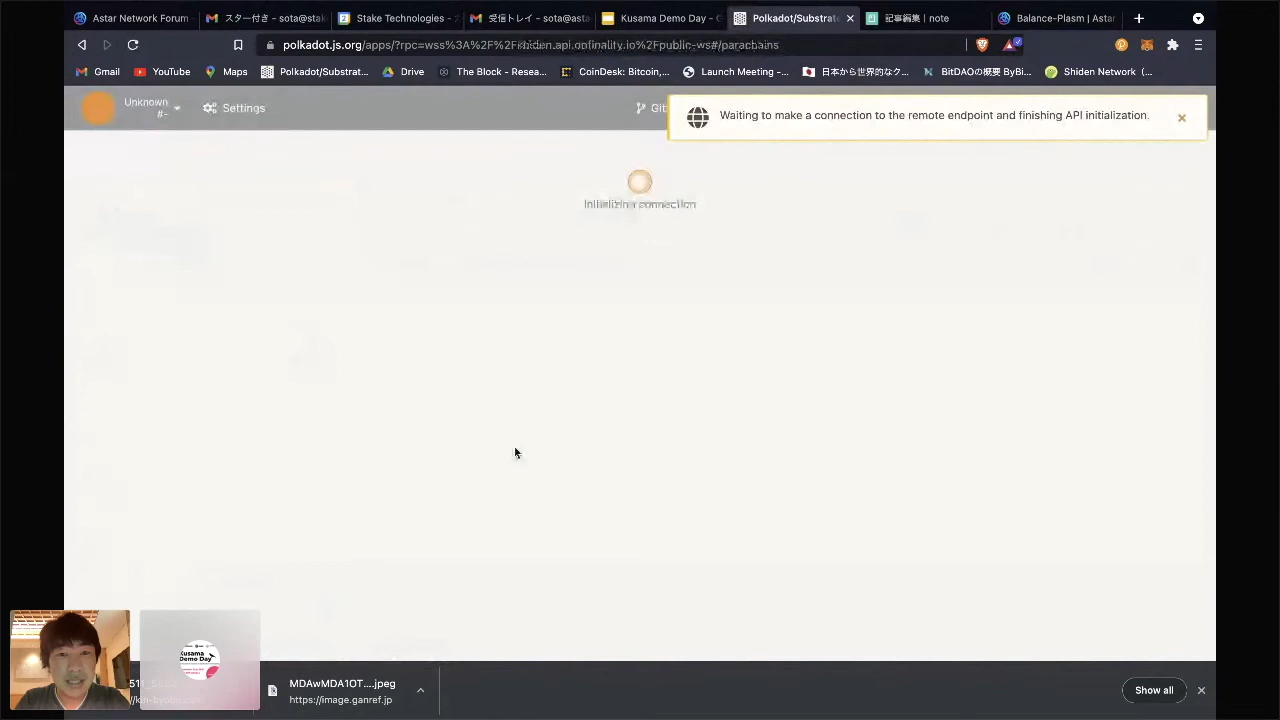 Astar Network Forum
スター付き - sota@stak
Stake Technologies -
受信トレイ - sota@asta
Kusama Demo Day - G
Polkadot/Substrat
記事編集 | note
Balance-Plasm | Astar
polkadot.js.org/apps/?rpc=wss%3A%2F%2Fshiden.api.onfinality.io%2Fpublic-ws#/parachains
Gmail
YouTube
Maps
Polkadot/Substrat...
Drive
The Block - Resea...
CoinDesk: Bitcoin,...
Launch Meeting -...
日本から世界的なク...
BitDAOの概要 ByBi...
Shiden Network (...
Unknown
#-
Settings
Git
Waiting to make a connection to the remote endpoint and finishing API initialization.
Initializing connection
Kusama
Demo Day
MDAwMDA1OT....jpeg
https://image.ganref.jp
Show all